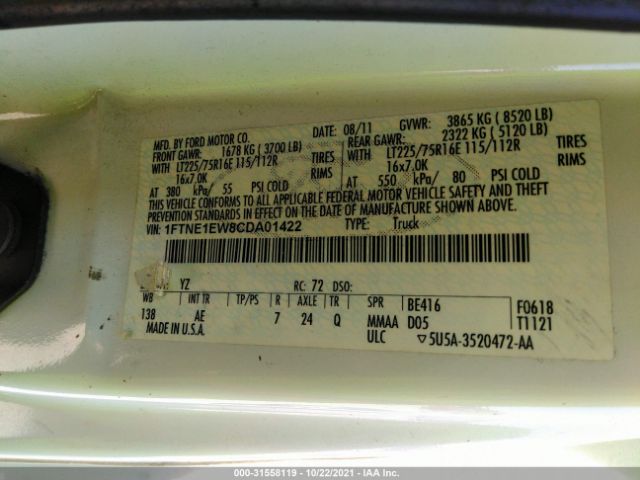 MFD. BY FORD MOTOR CO.
DATE: 08/11 GVWR: 3865 KG ( 8520 LB)
FRONT GAWR: 1678 KG ( 3700 LB) REAR GAWR: 2322 KG ( 5120 LB)
WITH LT225/75R16E 115/112R TIRES WITH LT225/75R16E 115/112R TIRES
16x7.0K RIMS 16x7.0K RIMS
AT 380 kPa/ 55 PSI COLD AT 550 kPa/ 80 PSI COLD
THIS VEHICLE CONFORMS TO ALL APPLICABLE FEDERAL MOTOR VEHICLE SAFETY AND THEFT
PREVENTION STANDARDS IN EFFECT ON THE DATE OF MANUFACTURE SHOWN ABOVE.
VIN: 1FTNE1EW8CDA01422 TYPE: Truck
YZ RC: 72 DSO:
WB INT TR TP/PS R AXLE TR SPR BE416 F0618
138 AE 7 24 Q MMAA D05 T1121
MADE IN U.S.A. ULC ▽5U5A-3520472-AA
000-31558119 - 10/22/2021 - IAA Inc.